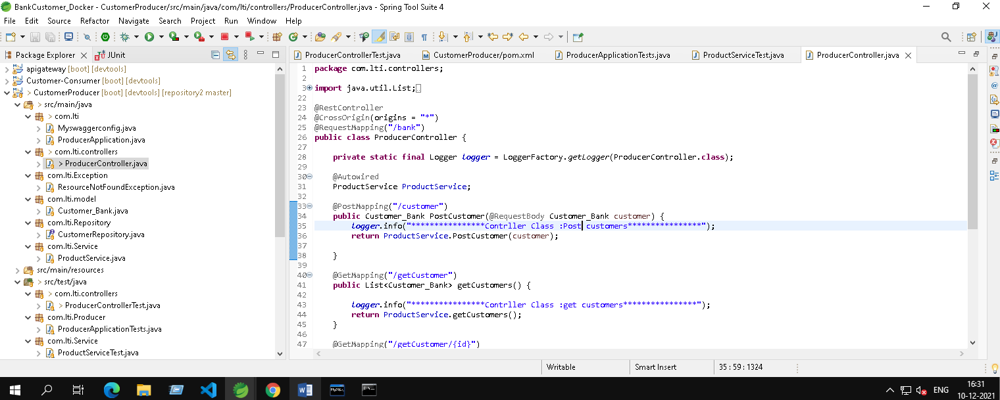 BankCustomer_Docker - CustomerProducer/src/main/java/com/lti/controllers/ProducerController.java - Spring Tool Suite 4
File Edit Source Refactor Navigate Search Project Run Window Help
Package Explorer JUnit
apigateway [boot] [devtools]
Customer-Consumer [boot] [devtools]
> CustomerProducer [boot] [devtools] [repository2 master]
> src/main/java
> com.lti
Myswaggerconfig.java
ProducerApplication.java
> com.lti.controllers
> ProducerController.java
com.lti.Exception
ResourceNotFoundException.java
com.lti.model
Customer_Bank.java
com.lti.Repository
CustomerRepository.java
com.lti.Service
ProductService.java
src/main/resources
> src/test/java
> com.lti.controllers
> ProducerControllerTest.java
com.lti.Producer
ProducerApplicationTests.java
com.lti.Service
ProductServiceTest.java
ProducerControllerTest.java CustomerProducer/pom.xml ProducerApplicationTests.java ProductServiceTest.java ProducerController.java
1 package com.lti.controllers;
2
3 import java.util.List;
22
23 @RestController
24 @CrossOrigin(origins = "*")
25 @RequestMapping("/bank")
26 public class ProducerController {
27
28 private static final Logger logger = LoggerFactory.getLogger(ProducerController.class);
29
30 @Autowired
31 ProductService ProductService;
32
33 @PostMapping("/customer")
34 public Customer_Bank PostCustomer(@RequestBody Customer_Bank customer) {
35 logger.info("****************Contrller Class :Post customers****************");
36 return ProductService.PostCustomer(customer);
37
38 }
39
40 @GetMapping("/getCustomer")
41 public List<Customer_Bank> getCustomers() {
42
43 logger.info("****************Contrller Class :get customers****************");
44 return ProductService.getCustomers();
45 }
46
47 @GetMapping("/getCustomer/{id}")
Writable Smart Insert 35 : 59 : 1324
ENG
16:31
10-12-2021